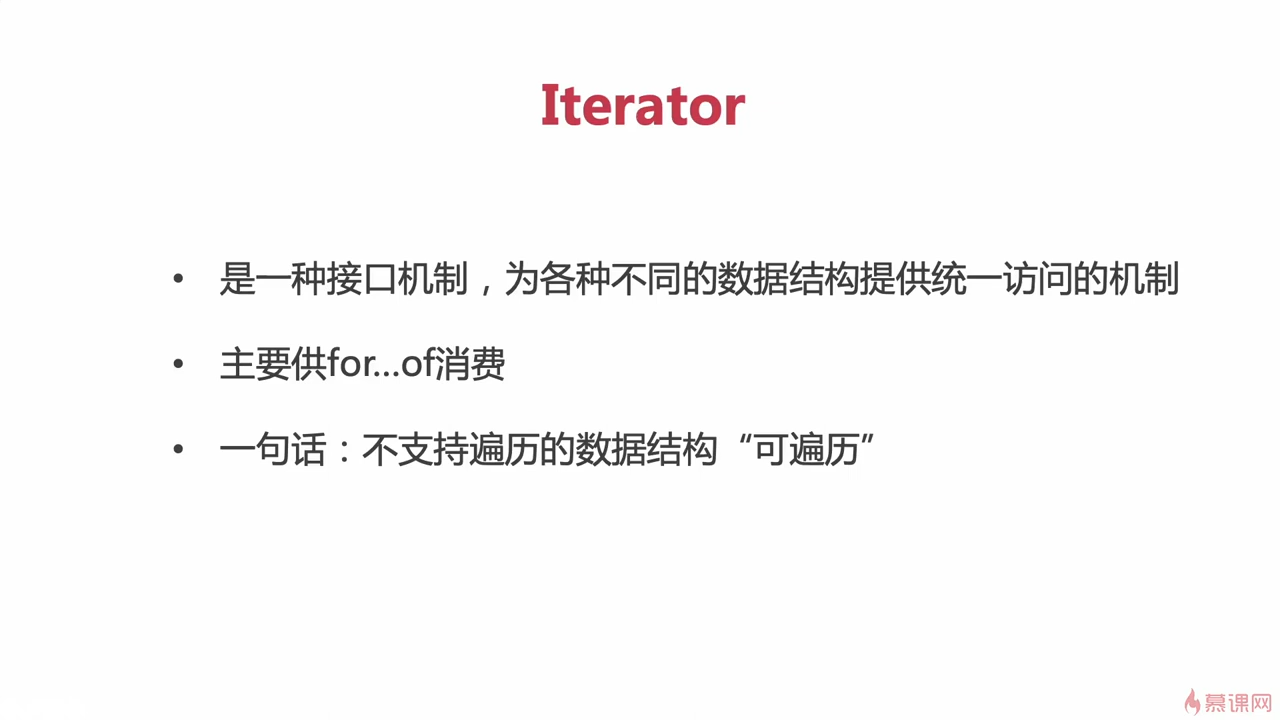 Iterator
• 是一种接口机制，为各种不同的数据结构提供统一访问的机制
• 主要供for...of消费
• 一句话：不支持遍历的数据结构“可遍历”
慕课网